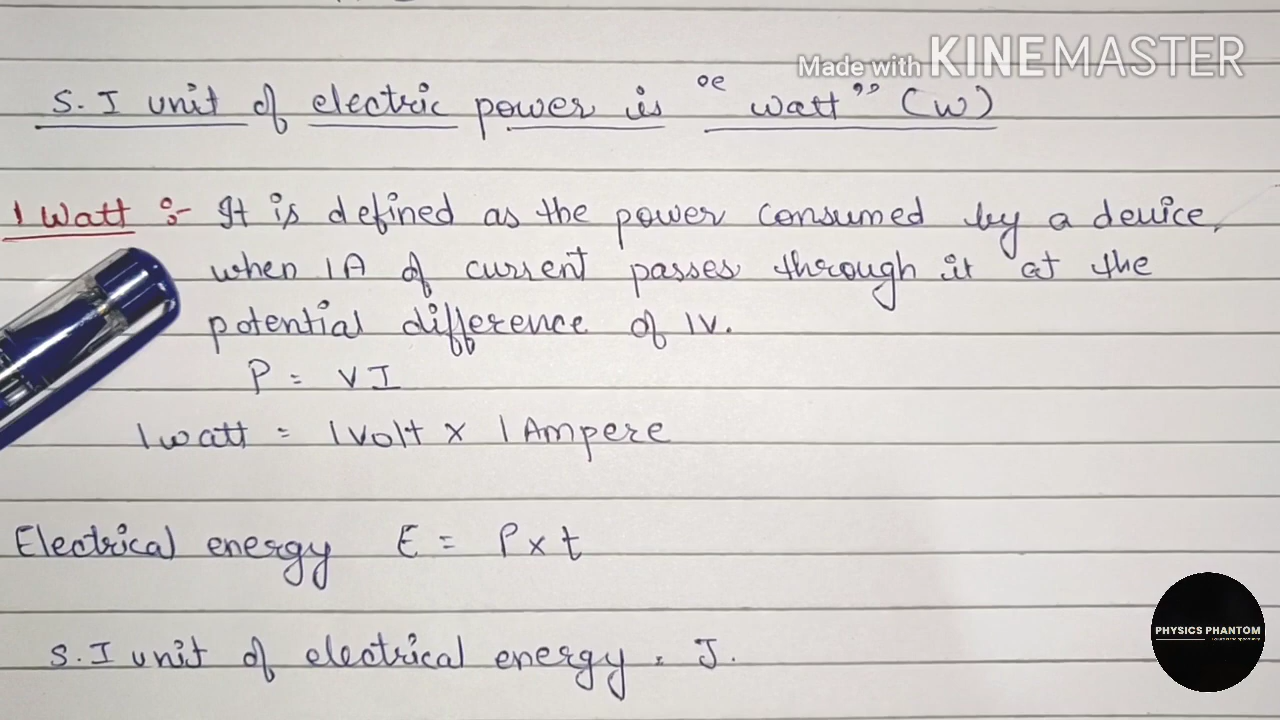 Made with KINEMASTER
S. I unit of electric power is "watt" (W)
1 Watt :- It is defined as the power consumed by a device,
when 1A of current passes through it at the
potential difference of 1V.
P = VI
1 watt = 1 Volt x 1 Ampere
Electrical energy E = P x t
S. I unit of electrical energy = J.
PHYSICS PHANTOM